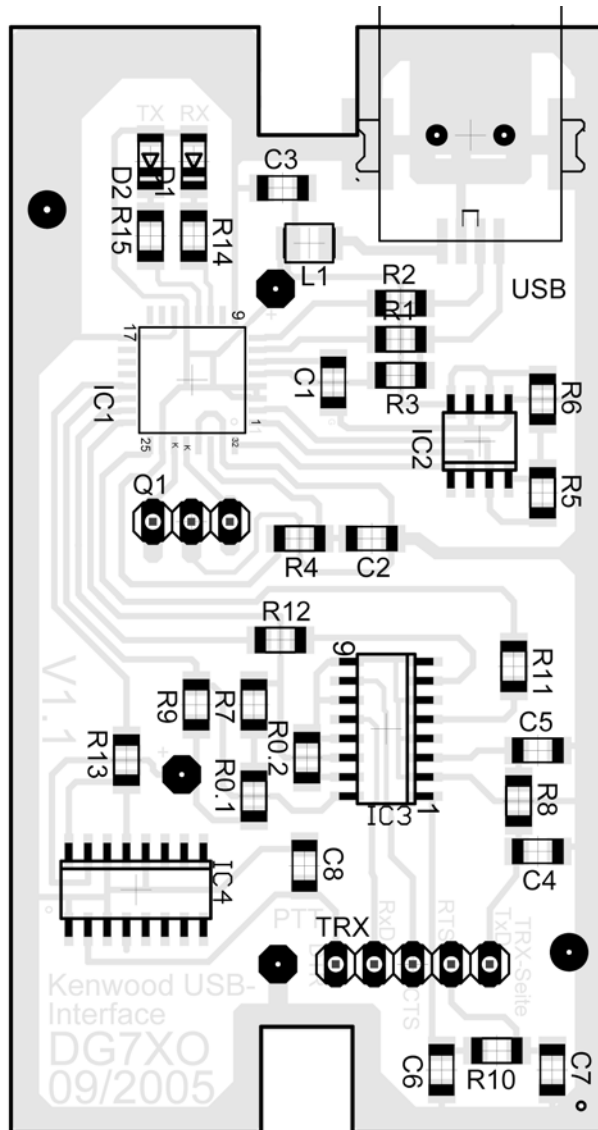 TX RX
C3
D2 D1
R15 R14
L1
R2
USB
R1
17 9
IC1
C1
R3
R6
IC2
25 K K 32 1
Q1
R5
R4 C2
R12
9
R11
V1.1
R9 R7
R0.2
C5
R13
R0.1
R8
1
IC3
IC4
C8
C4
PTT
TRX
DTR
RxD
CTS
RTS
TxD
TRX-Seite
Kenwood USB-
Interface
DG7XO
09/2005
C6
R10
C7